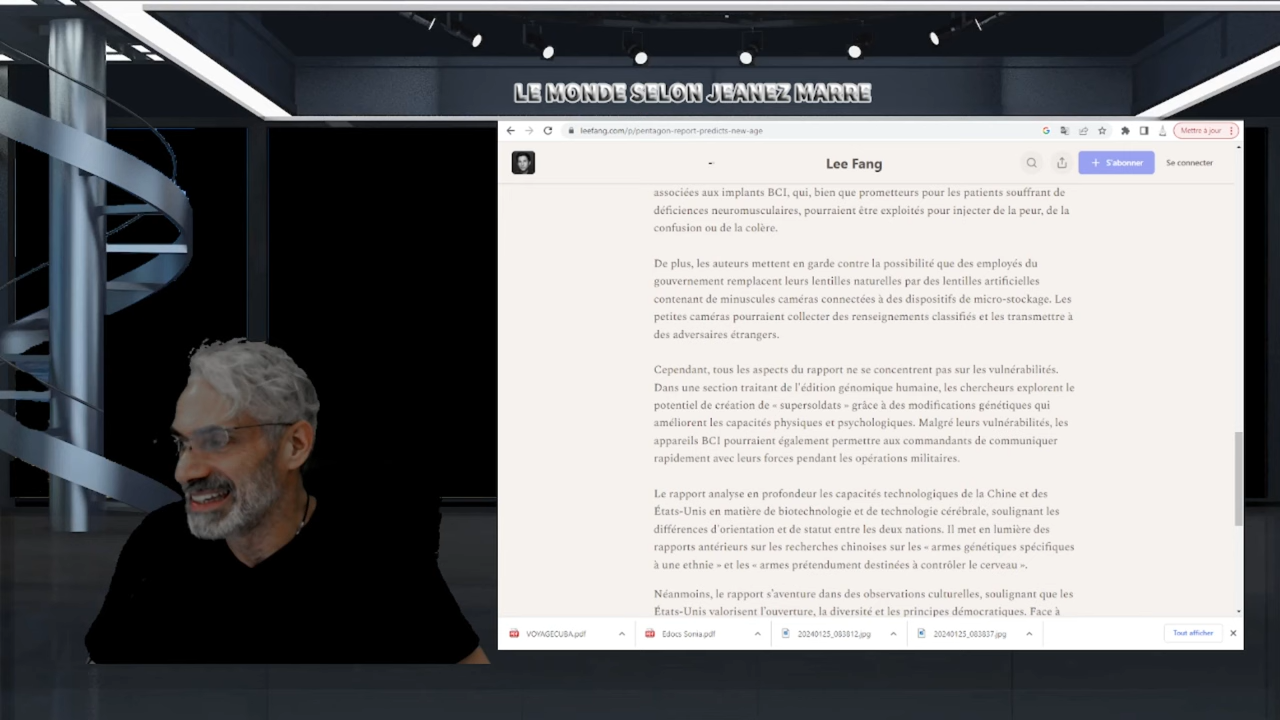 LE MONDE SELON JEANEZ MARRE
leefang.com/p/pentagon-report-predicts-new-age
Mettre à jour
Lee Fang
S'abonner
Se connecter
associées aux implants BCI, qui, bien que prometteurs pour les patients souffrant de
déficiences neuromusculaires, pourraient être exploités pour injecter de la peur, de la
confusion ou de la colère.
De plus, les auteurs mettent en garde contre la possibilité que des employés du
gouvernement remplacent leurs lentilles naturelles par des lentilles artificielles
contenant de minuscules caméras connectées à des dispositifs de micro-stockage. Les
petites caméras pourraient collecter des renseignements classifiés et les transmettre à
des adversaires étrangers.
Cependant, tous les aspects du rapport ne se concentrent pas sur les vulnérabilités.
Dans une section traitant de l'édition génomique humaine, les chercheurs explorent le
potentiel de création de « supersoldats » grâce à des modifications génétiques qui
améliorent les capacités physiques et psychologiques. Malgré leurs vulnérabilités, les
appareils BCI pourraient également permettre aux commandants de communiquer
rapidement avec leurs forces pendant les opérations militaires.
Le rapport analyse en profondeur les capacités technologiques de la Chine et des
États-Unis en matière de biotechnologie et de technologie cérébrale, soulignant les
différences d'orientation et de statut entre les deux nations. Il met en lumière des
rapports antérieurs sur les recherches chinoises sur les « armes génétiques spécifiques
à une ethnie » et les « armes prétendument destinées à contrôler le cerveau ».
Néanmoins, le rapport s'aventure dans des observations culturelles, soulignant que les
États-Unis valorisent l'ouverture, la diversité et les principes démocratiques. Face à
VOYAGECUBA.pdf
Edocs Sonia.pdf
20240125_083812.jpg
20240125_083837.jpg
Tout afficher